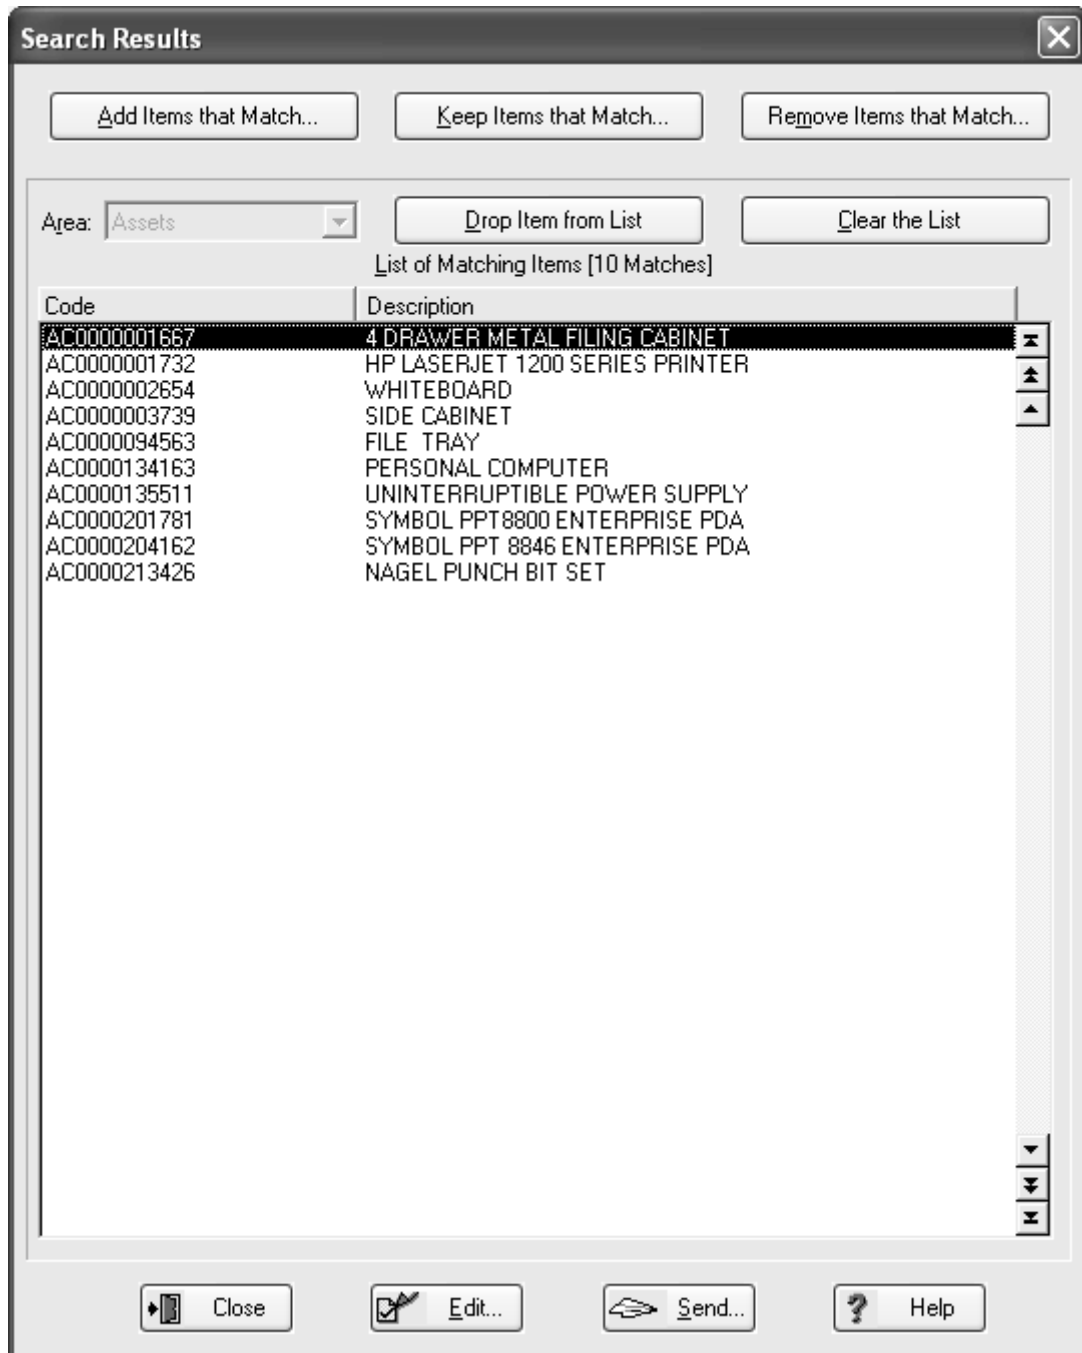 Search Results
Add Items that Match... Keep Items that Match... Remove Items that Match...
Area: Assets Drop Item from List Clear the List
List of Matching Items [10 Matches]
Code Description
AC0000001667 4 DRAWER METAL FILING CABINET
AC0000001732 HP LASERJET 1200 SERIES PRINTER
AC0000002654 WHITEBOARD
AC0000003739 SIDE CABINET
AC0000094563 FILE  TRAY
AC0000134163 PERSONAL COMPUTER
AC0000135511 UNINTERRUPTIBLE POWER SUPPLY
AC0000201781 SYMBOL PPT8800 ENTERPRISE PDA
AC0000204162 SYMBOL PPT 8846 ENTERPRISE PDA
AC0000213426 NAGEL PUNCH BIT SET
Close Edit... Send... ? Help